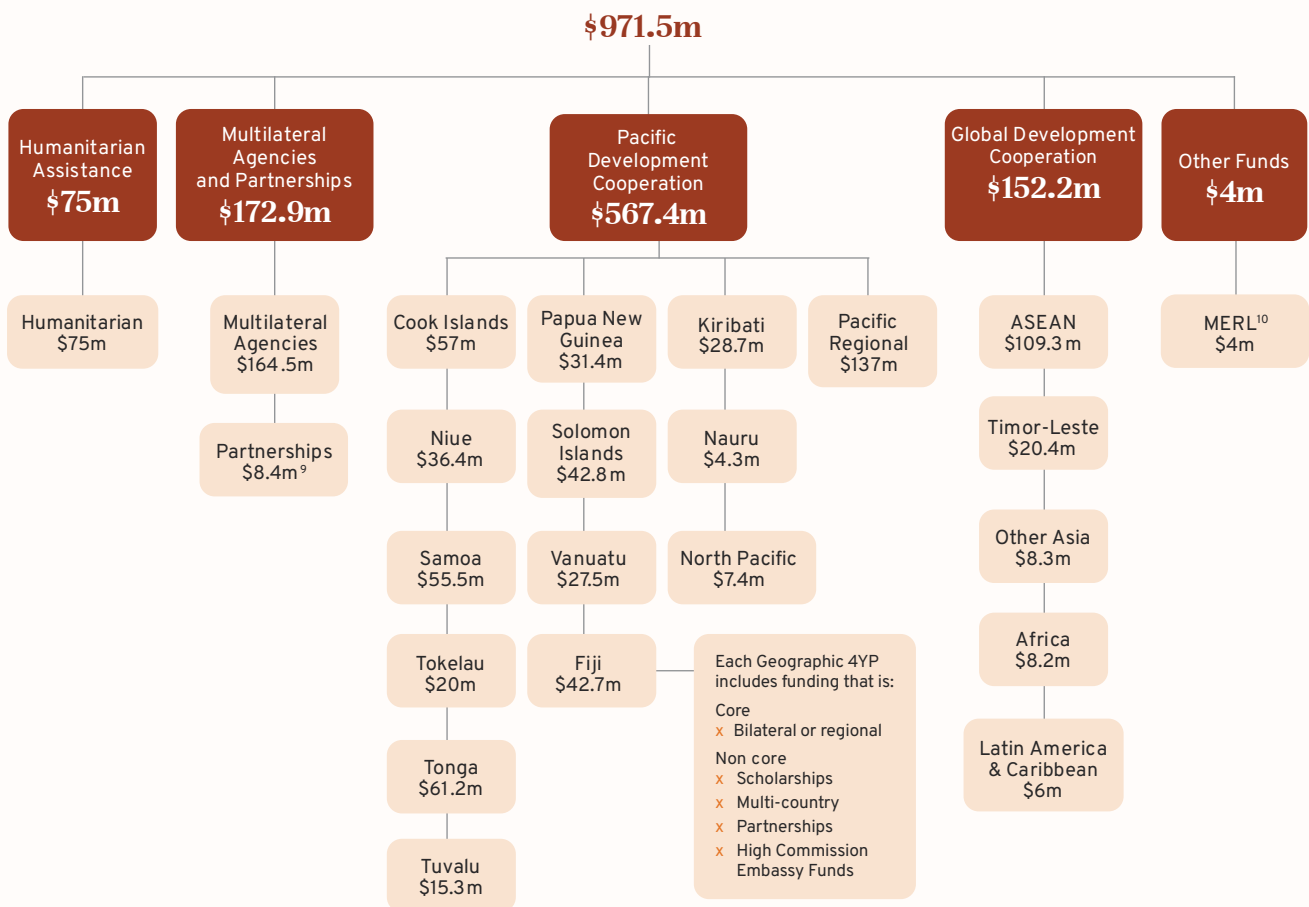 $971.5m
Humanitarian
Assistance
$75m
Multilateral
Agencies
and Partnerships
$172.9m
Pacific
Development
Cooperation
$567.4m
Global Development
Cooperation
$152.2m
Other Funds
$4m
Humanitarian
$75m
Multilateral
Agencies
$164.5m
Partnerships
$8.4m⁹
Cook Islands
$57m
Niue
$36.4m
Samoa
$55.5m
Tokelau
$20m
Tonga
$61.2m
Tuvalu
$15.3m
Papua New
Guinea
$31.4m
Solomon
Islands
$42.8m
Vanuatu
$27.5m
Fiji
$42.7m
Kiribati
$28.7m
Nauru
$4.3m
North Pacific
$7.4m
Pacific
Regional
$137m
Each Geographic 4YP
includes funding that is:
Core
x Bilateral or regional
Non core
x Scholarships
x Multi-country
x Partnerships
x High Commission
Embassy Funds
ASEAN
$109.3m
Timor-Leste
$20.4m
Other Asia
$8.3m
Africa
$8.2m
Latin America
& Caribbean
$6m
MERL¹⁰
$4m